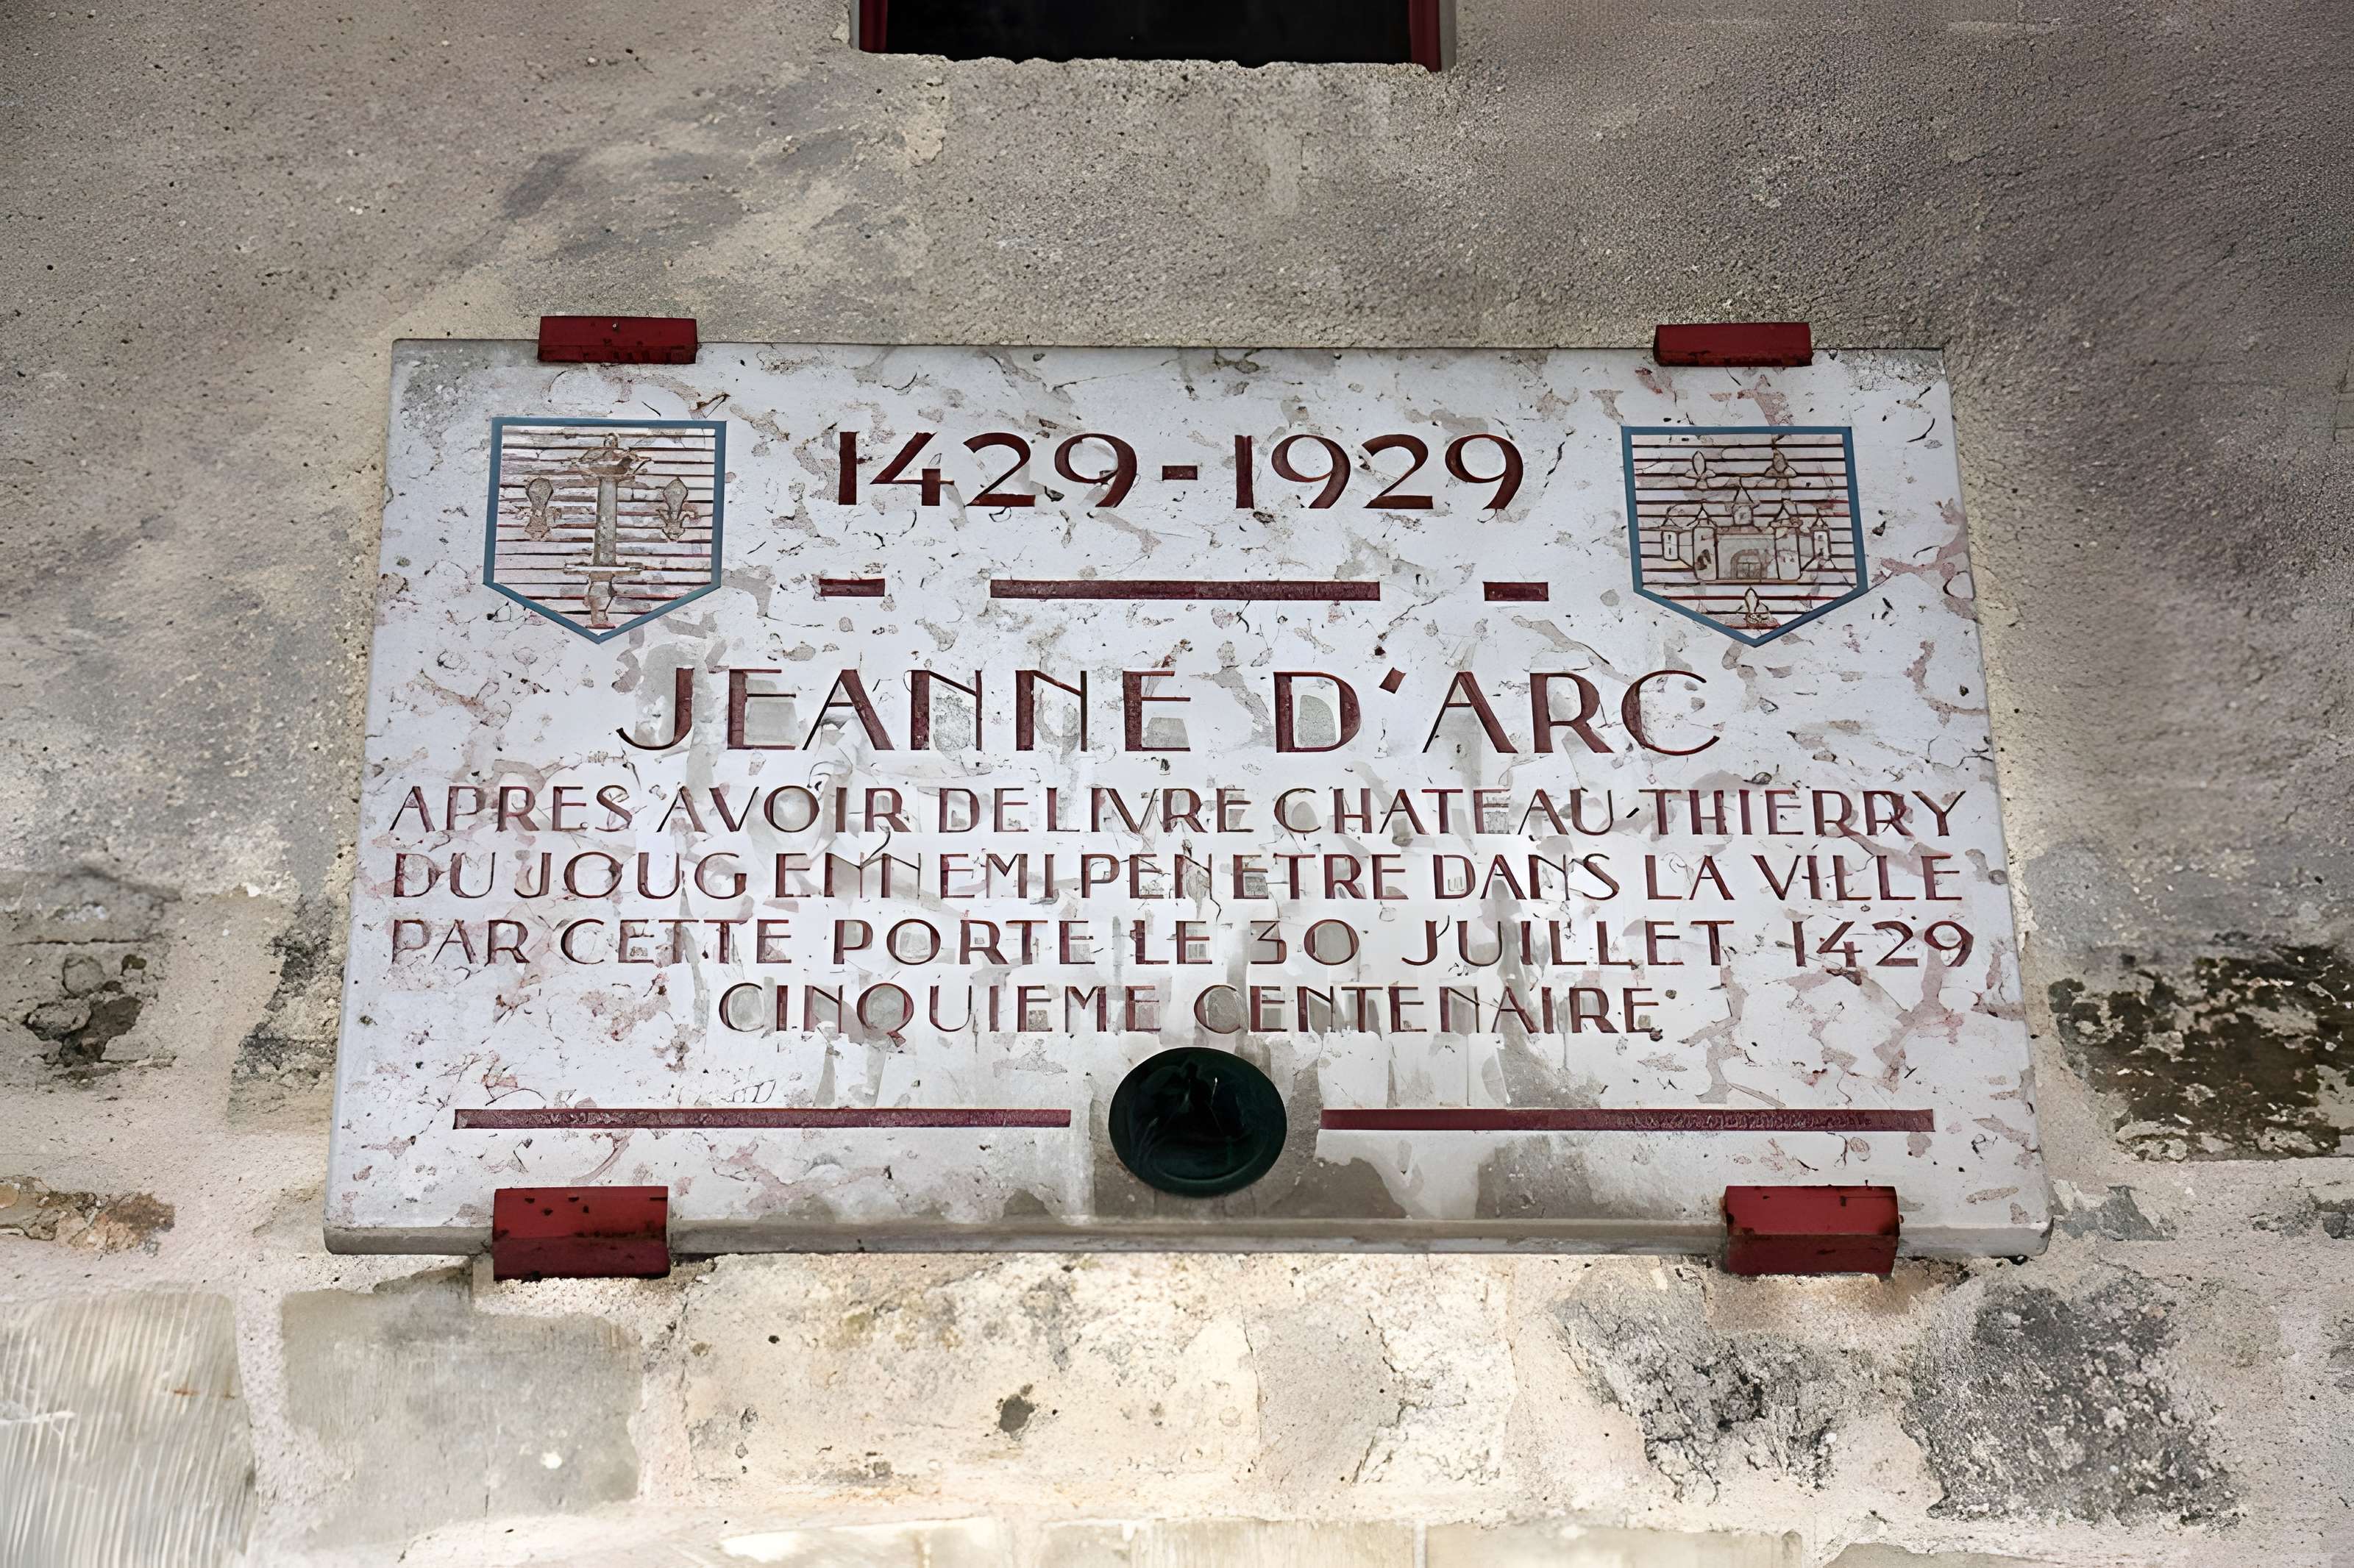 1429-1929
JEANNE D'ARC
APRES AVOIR DELIVRE CHATEAU-THIERRY
DU JOUG ENNEMI PENETRE DANS LA VILLE
PAR CETTE PORTE LE 30 JUILLET 1429
CINQUIEME CENTENAIRE